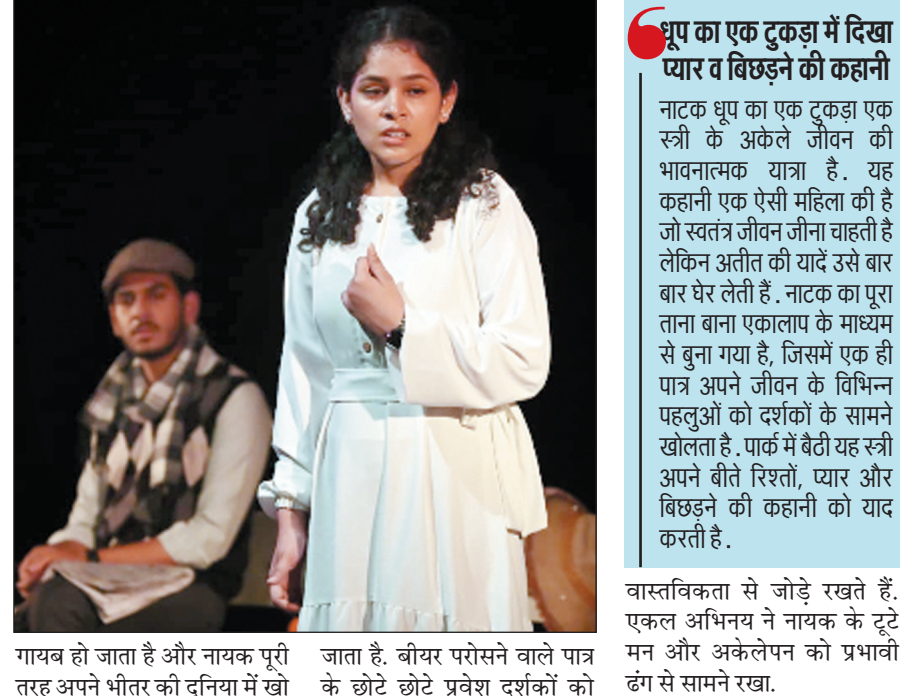 धूप का एक टुकड़ा में दिखा
प्यार व बिछड़ने की कहानी
नाटक धूप का एक टुकड़ा एक
स्त्री के अकेले जीवन की
भावनात्मक यात्रा है. यह
कहानी एक ऐसी महिला की है
जो स्वतंत्र जीवन जीना चाहती है
लेकिन अतीत की यादें उसे बार
बार घेर लेती हैं. नाटक का पूरा
ताना बाना एकालाप के माध्यम
से बुना गया है, जिसमें एक ही
पात्र अपने जीवन के विभिन्न
पहलुओं को दर्शकों के सामने
खोलता है. पार्क में बैठी यह स्त्री
अपने बीते रिश्तों, प्यार और
बिछड़ने की कहानी को याद
करती है.
गायब हो जाता है और नायक पूरी
तरह अपने भीतर की दुनिया में खो
जाता है. बीयर परोसने वाले पात्र
के छोटे छोटे प्रवेश दर्शकों को
वास्तविकता से जोड़े रखते हैं.
एकल अभिनय ने नायक के टूटे
मन और अकेलेपन को प्रभावी
ढंग से सामने रखा.